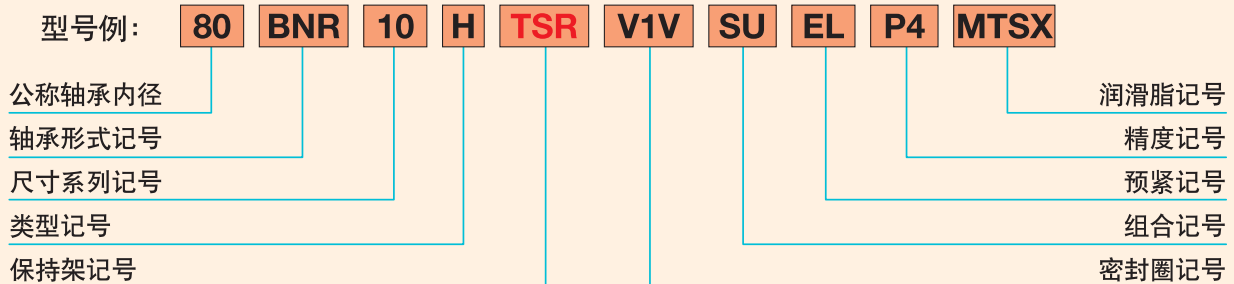 型号例： 80 BNR 10 H TSR V1V SU EL P4 MTSX
公称轴承内径 润滑脂记号
轴承形式记号 精度记号
尺寸系列记号 预紧记号
类型记号 组合记号
保持架记号 密封圈记号